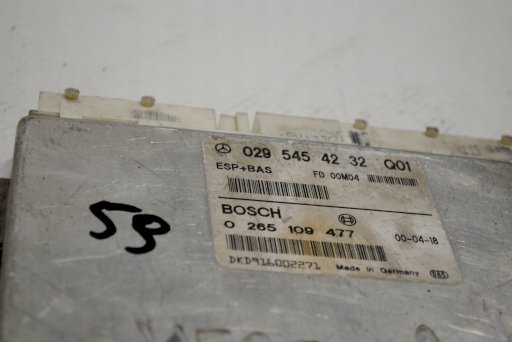 029 545 42 32 Q01
ESP+BAS FD 00M04
BOSCH
0 265 109 477 00-04-18
DKD916002271 Made in Germany
59